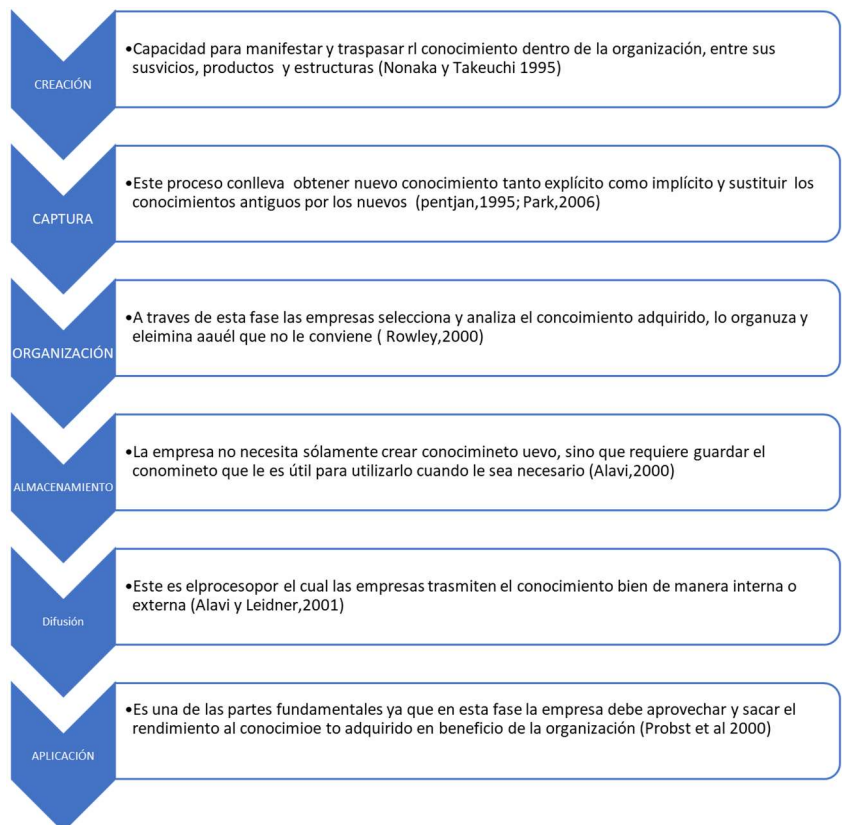 CREACIÓN
•Capacidad para manifestar y traspasar rl conocimiento dentro de la organización, entre sus
susvicios, productos y estructuras (Nonaka y Takeuchi 1995)
CAPTURA
•Este proceso conlleva obtener nuevo conocimiento tanto explícito como implícito y sustituir los
conocimientos antiguos por los nuevos (pentjan,1995; Park,2006)
ORGANIZACIÓN
•A traves de esta fase las empresas selecciona y analiza el concoimiento adquirido, lo organuza y
eleimina aauél que no le conviene ( Rowley,2000)
ALMACENAMIENTO
•La empresa no necesita sólamente crear conocimineto uevo, sino que requiere guardar el
conomineto que le es útil para utilizarlo cuando le sea necesario (Alavi,2000)
Difusión
•Este es elprocesopor el cual las empresas trasmiten el conocimiento bien de manera interna o
externa (Alavi y Leidner,2001)
APLICACIÓN
•Es una de las partes fundamentales ya que en esta fase la empresa debe aprovechar y sacar el
rendimiento al conocimioe to adquirido en beneficio de la organización (Probst et al 2000)